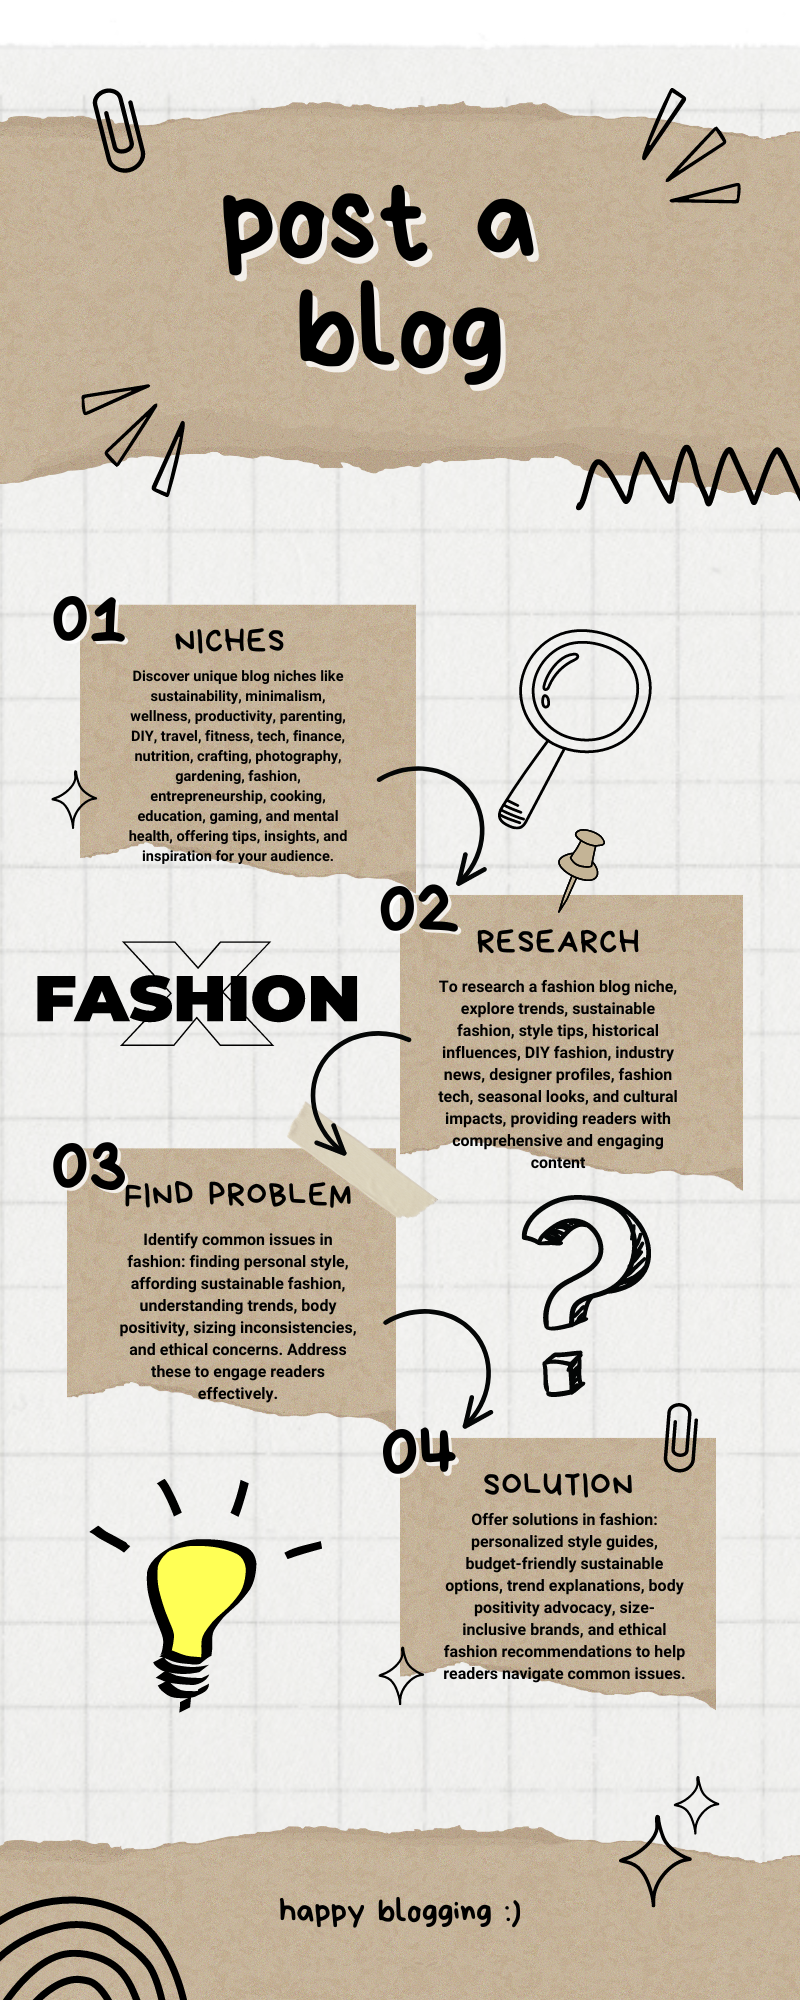 post a
blog
01
NICHES
Discover unique blog niches like
sustainability, minimalism,
wellness, productivity, parenting,
DIY, travel, fitness, tech, finance,
nutrition, crafting, photography,
gardening, fashion,
entrepreneurship, cooking,
education, gaming, and mental
health, offering tips, insights, and
inspiration for your audience.
02
RESEARCH
To research a fashion blog niche,
explore trends, sustainable
fashion, style tips, historical
influences, DIY fashion, industry
news, designer profiles, fashion
tech, seasonal looks, and cultural
impacts, providing readers with
comprehensive and engaging
content
X
FASHION
03
FIND PROBLEM
Identify common issues in
fashion: finding personal style,
affording sustainable fashion,
understanding trends, body
positivity, sizing inconsistencies,
and ethical concerns. Address
these to engage readers
effectively.
?
04
SOLUTION
Offer solutions in fashion:
personalized style guides,
budget-friendly sustainable
options, trend explanations, body
positivity advocacy, size-
inclusive brands, and ethical
fashion recommendations to help
readers navigate common issues.
happy blogging :)